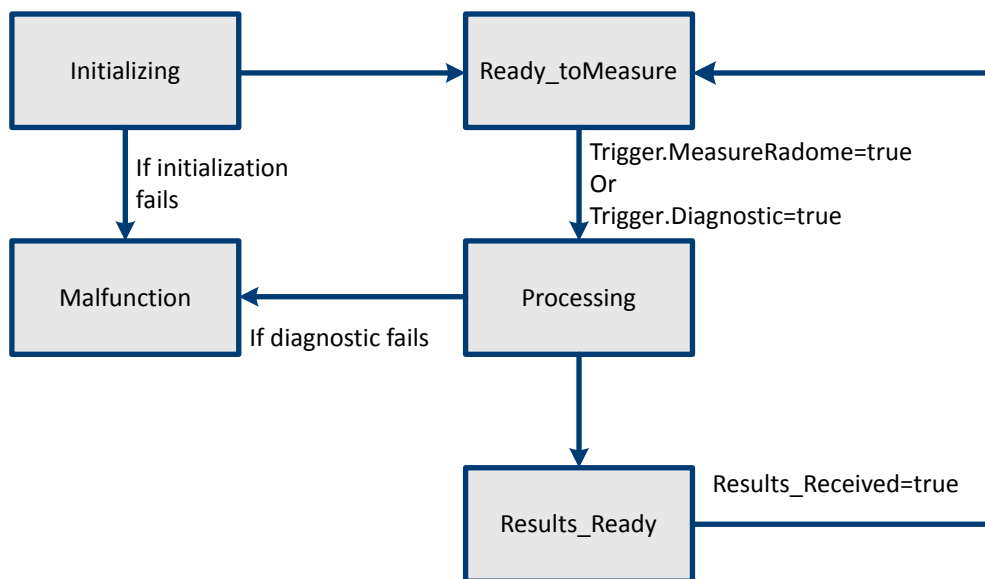 Initializing
Ready_toMeasure
If initialization
fails
Trigger.MeasureRadome=true
Or
Trigger.Diagnostic=true
Malfunction
Processing
If diagnostic fails
Results_Received=true
Results_Ready